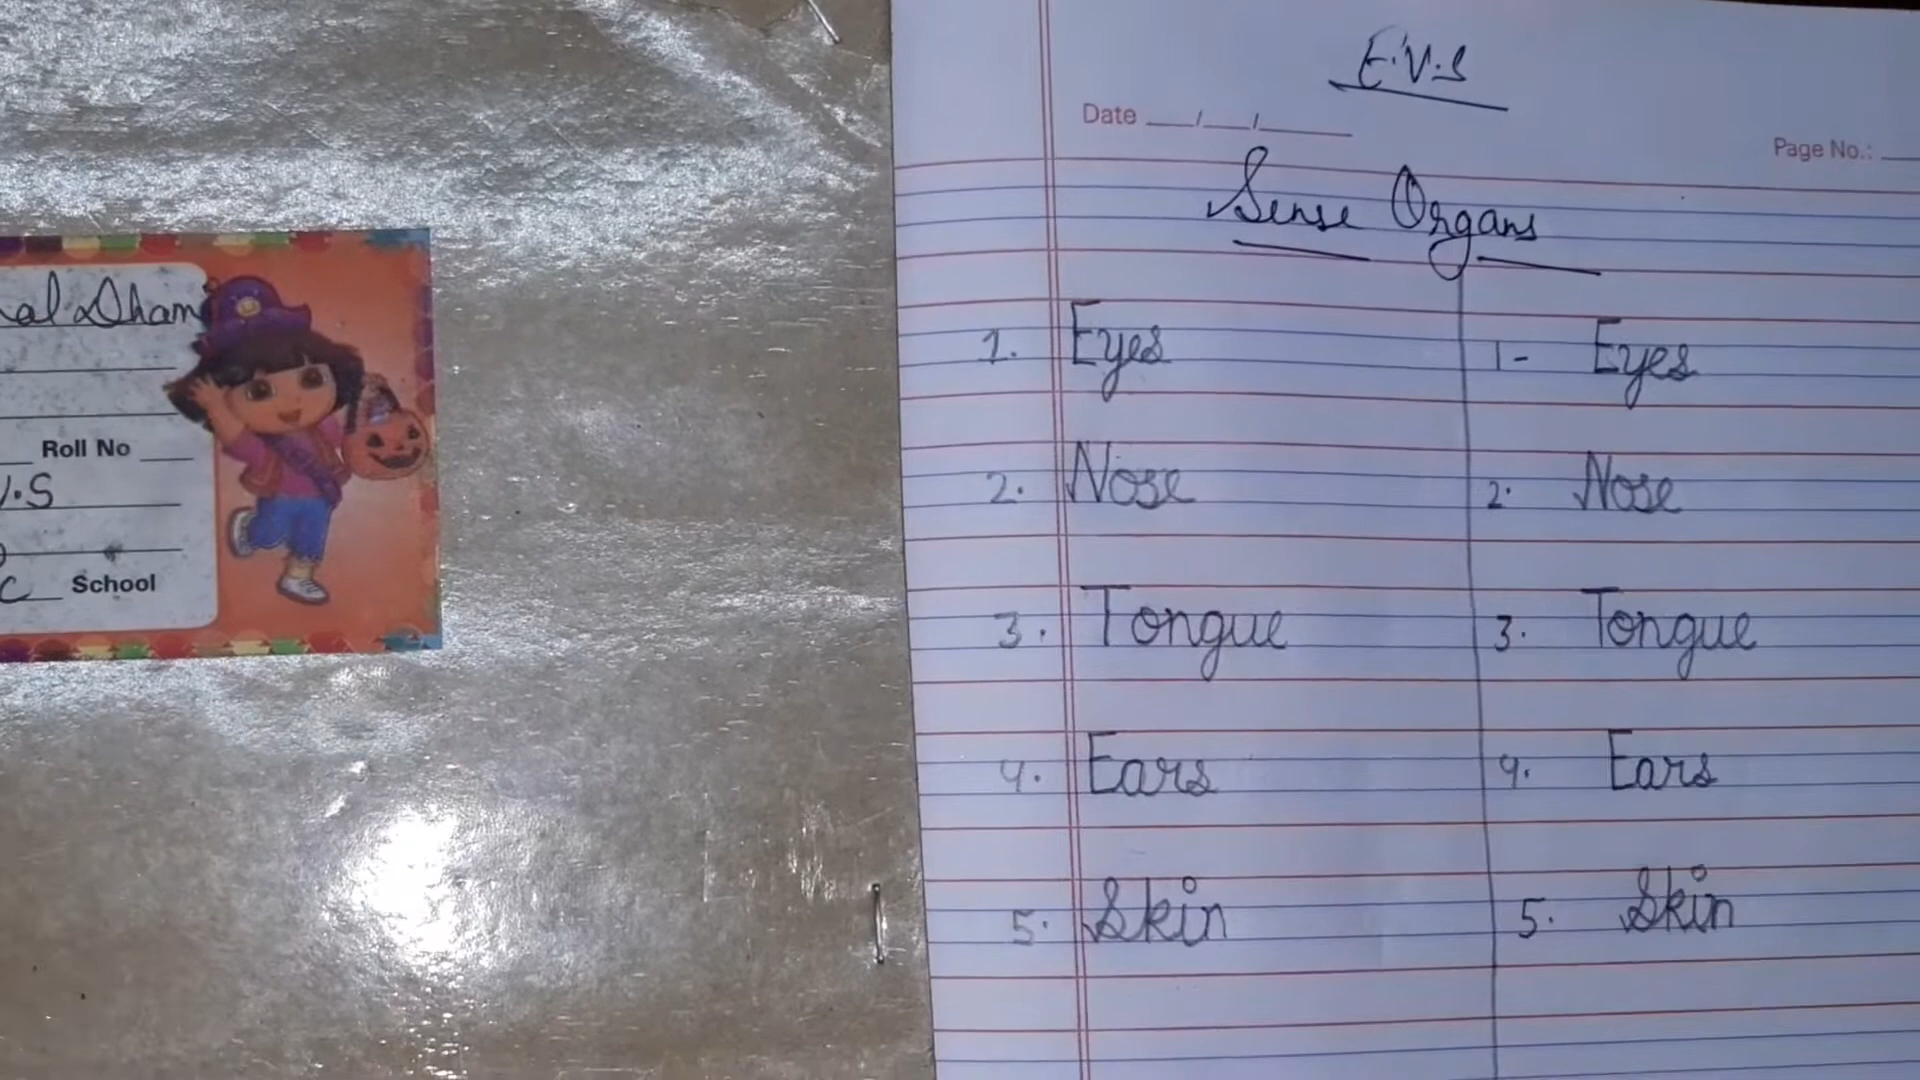 Dham
Roll No
.S
School
E.V.S
Date
Page No.:
Sense Organs
1. Eyes
1- Eyes
2. Nose
2. Nose
3. Tongue
3. Tongue
4. Ears
4. Ears
5. Skin
5. Skin